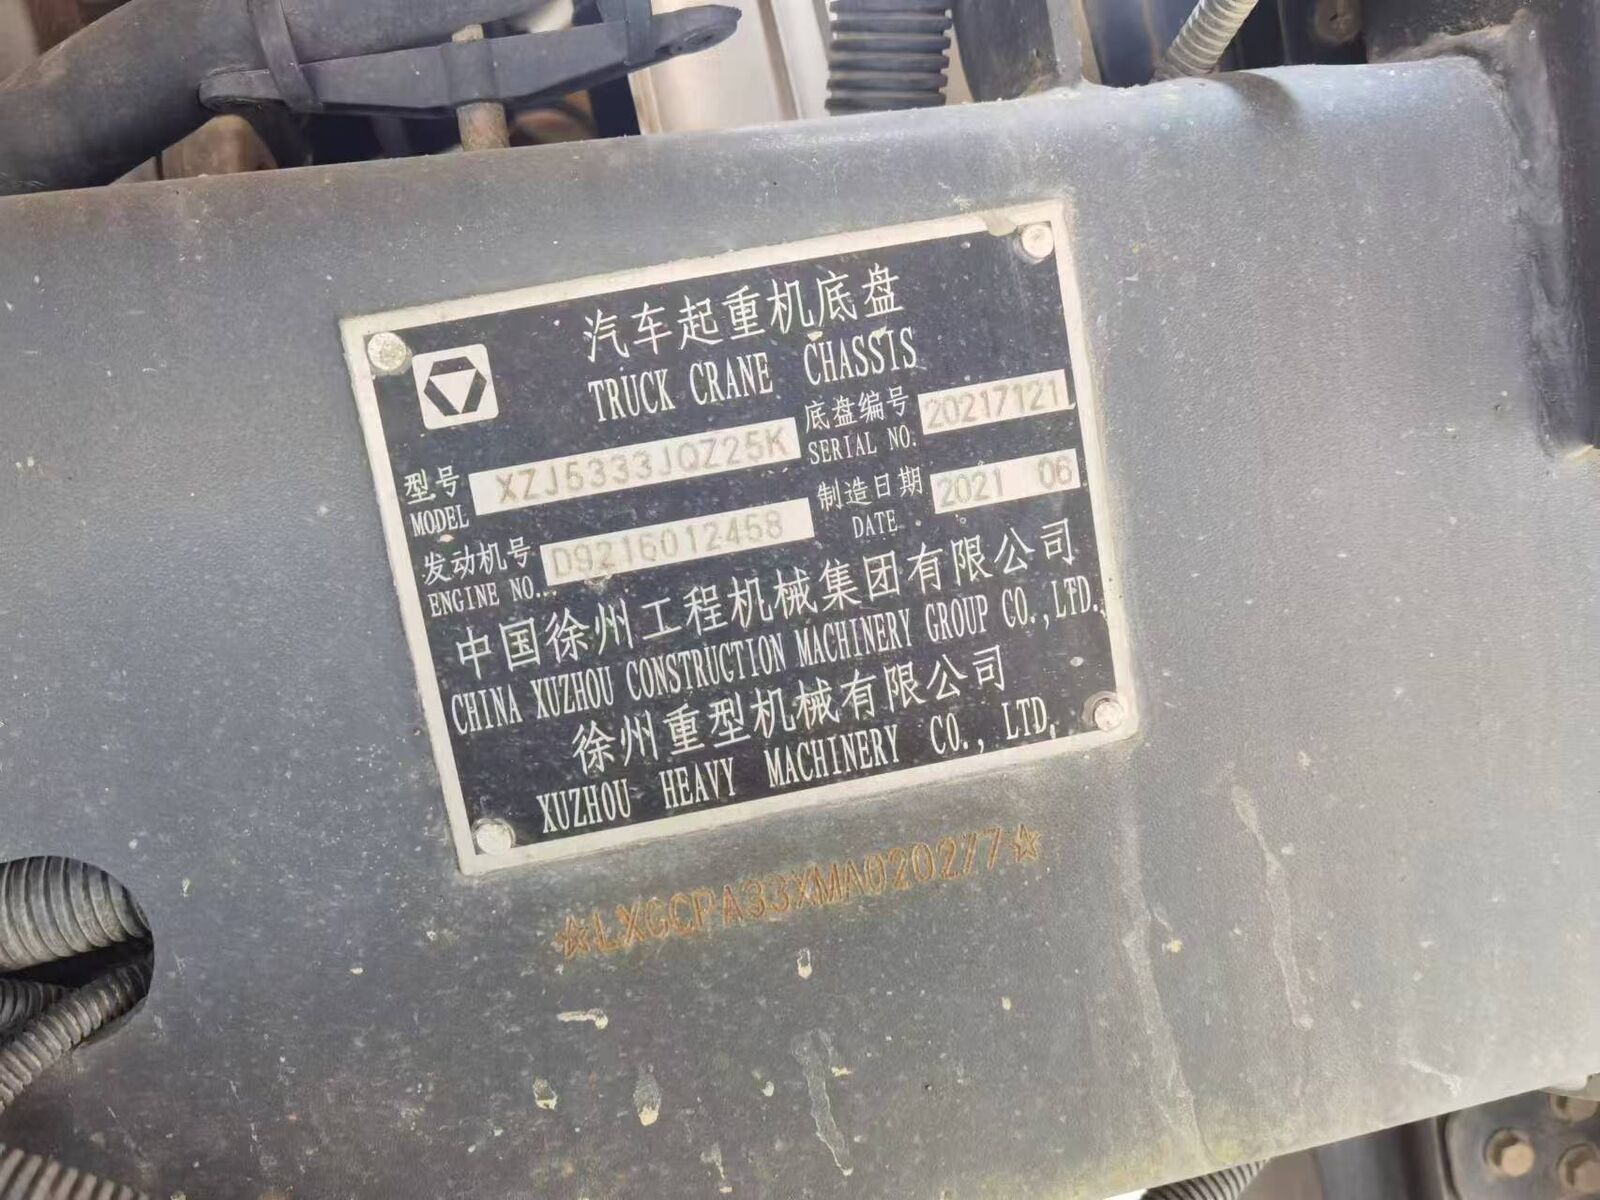 汽车起重机底盘
TRUCK CRANE CHASSIS
型号 XZJ5333JQZ25K 底盘编号 20217121
MODEL SERIAL NO.
发动机号 D9216012458 制造日期 2021 06
ENGINE NO. DATE
中国徐州工程机械集团有限公司
CHINA XUZHOU CONSTRUCTION MACHINERY GROUP CO.,LTD.
徐州重型机械有限公司
XUZHOU HEAVY MACHINERY CO., LTD.
☆LXGCPA33XMA020277☆